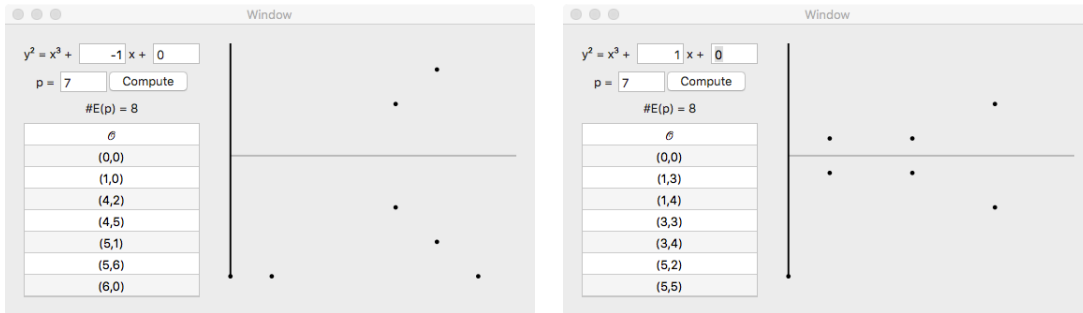 Window
y² = x³ + -1 x + 0
p = 7 Compute
#E(p) = 8
𝒪
(0,0)
(1,0)
(4,2)
(4,5)
(5,1)
(5,6)
(6,0)
Window
y² = x³ + 1 x + 0
p = 7 Compute
#E(p) = 8
𝒪
(0,0)
(1,3)
(1,4)
(3,3)
(3,4)
(5,2)
(5,5)